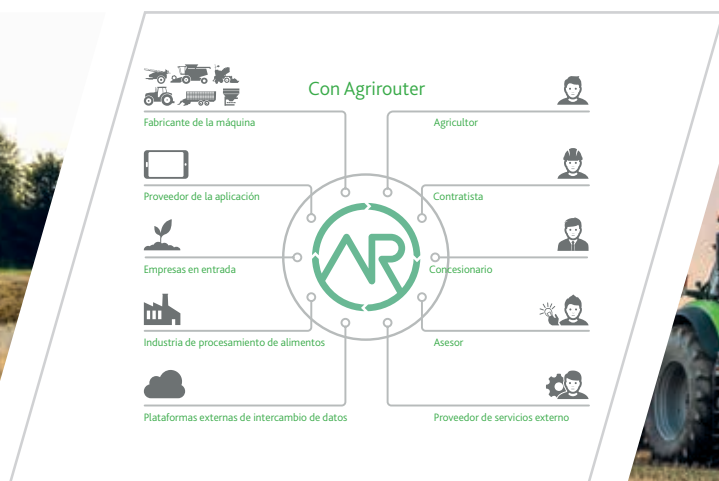 Con Agrirouter
Fabricante de la máquina
Agricultor
Proveedor de la aplicación
Contratista
AR
Empresas en entrada
Concesionario
Industria de procesamiento de alimentos
Asesor
Plataformas externas de intercambio de datos
Proveedor de servicios externo